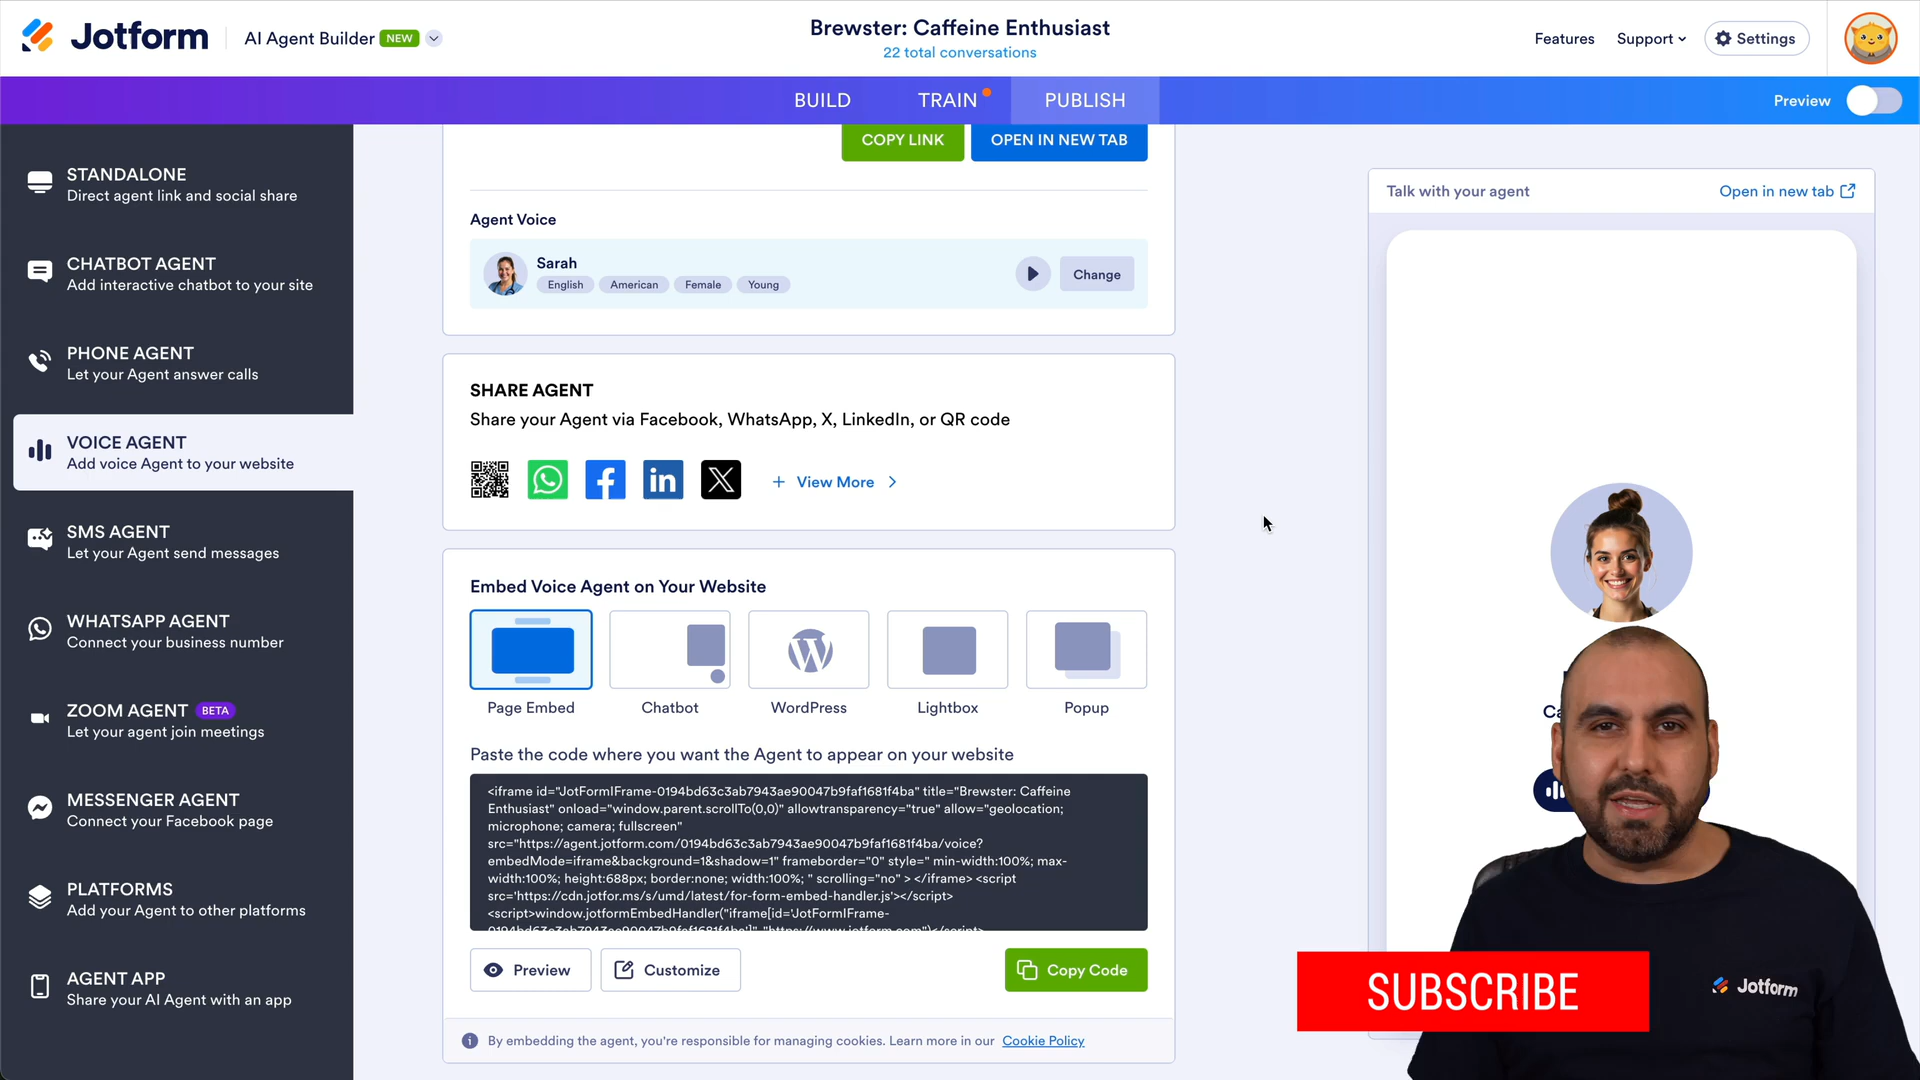 Jotform
AI Agent Builder NEW
Brewster: Caffeine Enthusiast
22 total conversations
Features
Support
Settings
BUILD
TRAIN
PUBLISH
Preview
STANDALONE
Direct agent link and social share
CHATBOT AGENT
Add interactive chatbot to your site
PHONE AGENT
Let your Agent answer calls
VOICE AGENT
Add voice Agent to your website
SMS AGENT
Let your Agent send messages
WHATSAPP AGENT
Connect your business number
ZOOM AGENT BETA
Let your agent join meetings
MESSENGER AGENT
Connect your Facebook page
PLATFORMS
Add your Agent to other platforms
AGENT APP
Share your AI Agent with an app
COPY LINK
OPEN IN NEW TAB
Agent Voice
Sarah
English
American
Female
Young
Change
SHARE AGENT
Share your Agent via Facebook, WhatsApp, X, LinkedIn, or QR code
+ View More
Embed Voice Agent on Your Website
Page Embed
Chatbot
WordPress
Lightbox
Popup
Paste the code where you want the Agent to appear on your website
<iframe id="JotFormIFrame-0194bd63c3ab7943ae90047b9faf1681f4ba" title="Brewster: Caffeine
Enthusiast" onload="window.parent.scrollTo(0,0)" allowtransparency="true" allow="geolocation;
microphone; camera; fullscreen"
src="https://agent.jotform.com/0194bd63c3ab7943ae90047b9faf1681f4ba/voice?
embedMode=iframe&background=1&shadow=1" frameborder="0" style=" min-width:100%; max-
width:100%; height:688px; border:none; width:100%; " scrolling="no" > </iframe> <script
src='https://cdn.jotfor.ms/s/umd/latest/for-form-embed-handler.js'></script>
<script>window.jotformEmbedHandler("iframe[id='JotFormIFrame-
0194bd63c3ab7943ae90047b9faf1681f4ba']", "https://www.jotform.com")</script>
Preview
Customize
Copy Code
By embedding the agent, you're responsible for managing cookies. Learn more in our Cookie Policy
Talk with your agent
Open in new tab
Ca
SUBSCRIBE
Jotform